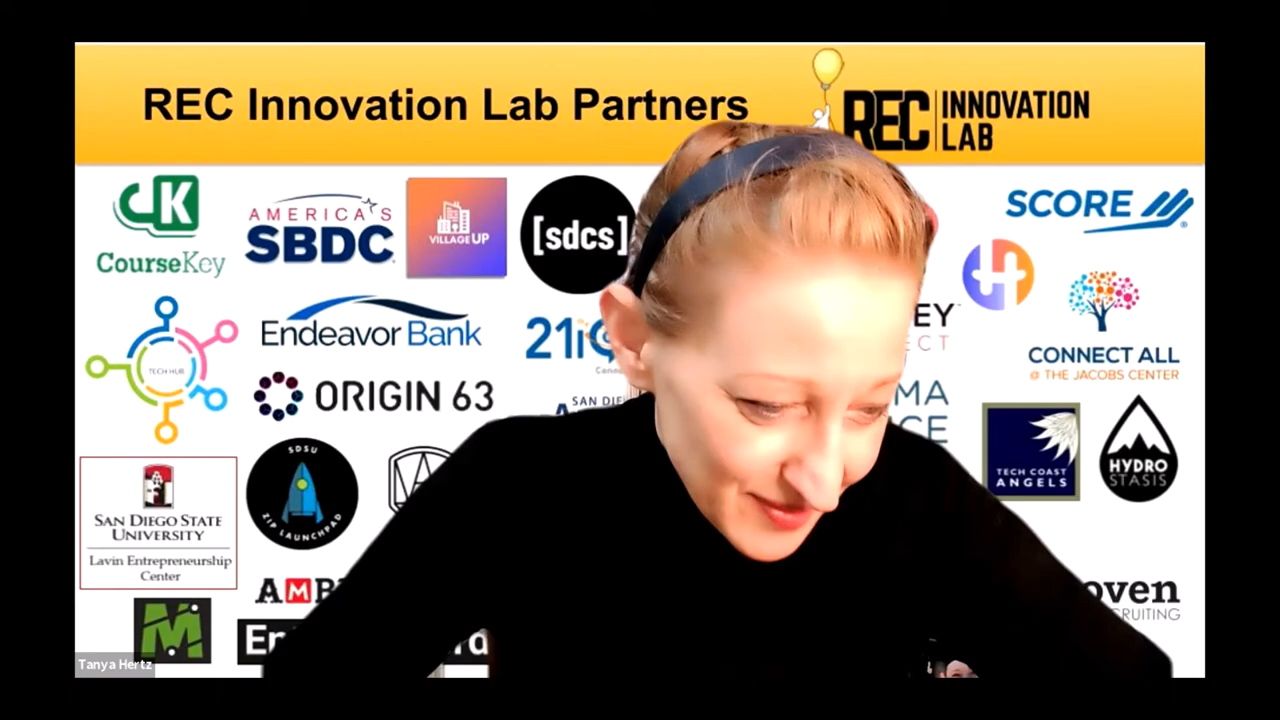 REC Innovation Lab Partners
REC INNOVATION
LAB
CK
CourseKey
AMERICA'S
SBDC
VILLAGE UP
[sdcs]
SCORE
TECH HUB
Endeavor Bank
ORIGIN 63
CONNECT ALL
@ THE JACOBS CENTER
SAN DIEGO STATE
UNIVERSITY
Lavin Entrepreneurship
Center
SDSU
ZIP LAUNCHPAD
TECH COAST
ANGELS
HYDRO
STASIS
M
Tanya Hertz